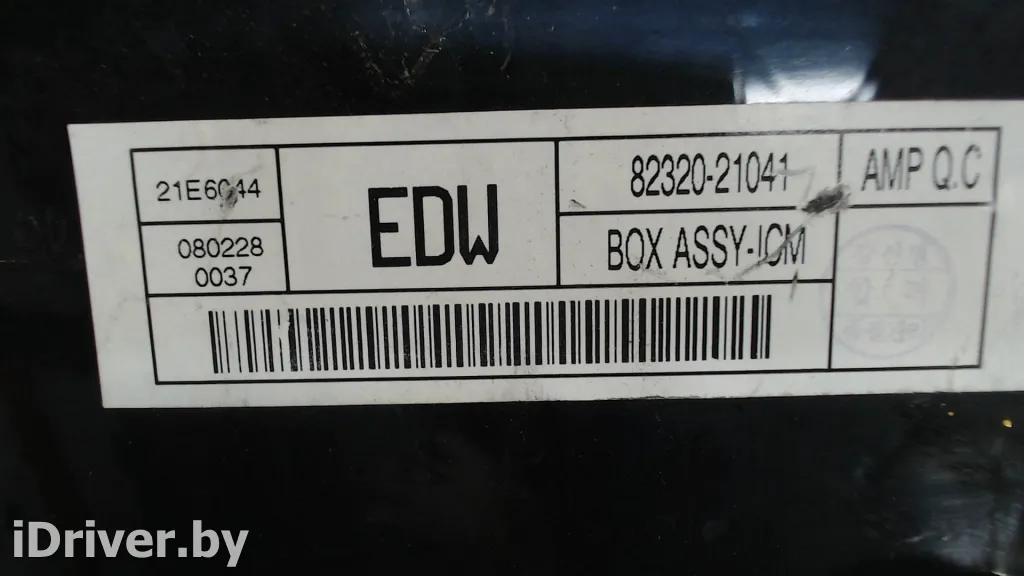 21E6044
EDW
82320-21041
AMP Q.C
080228
0037
BOX ASSY-ICM
iDriver.by